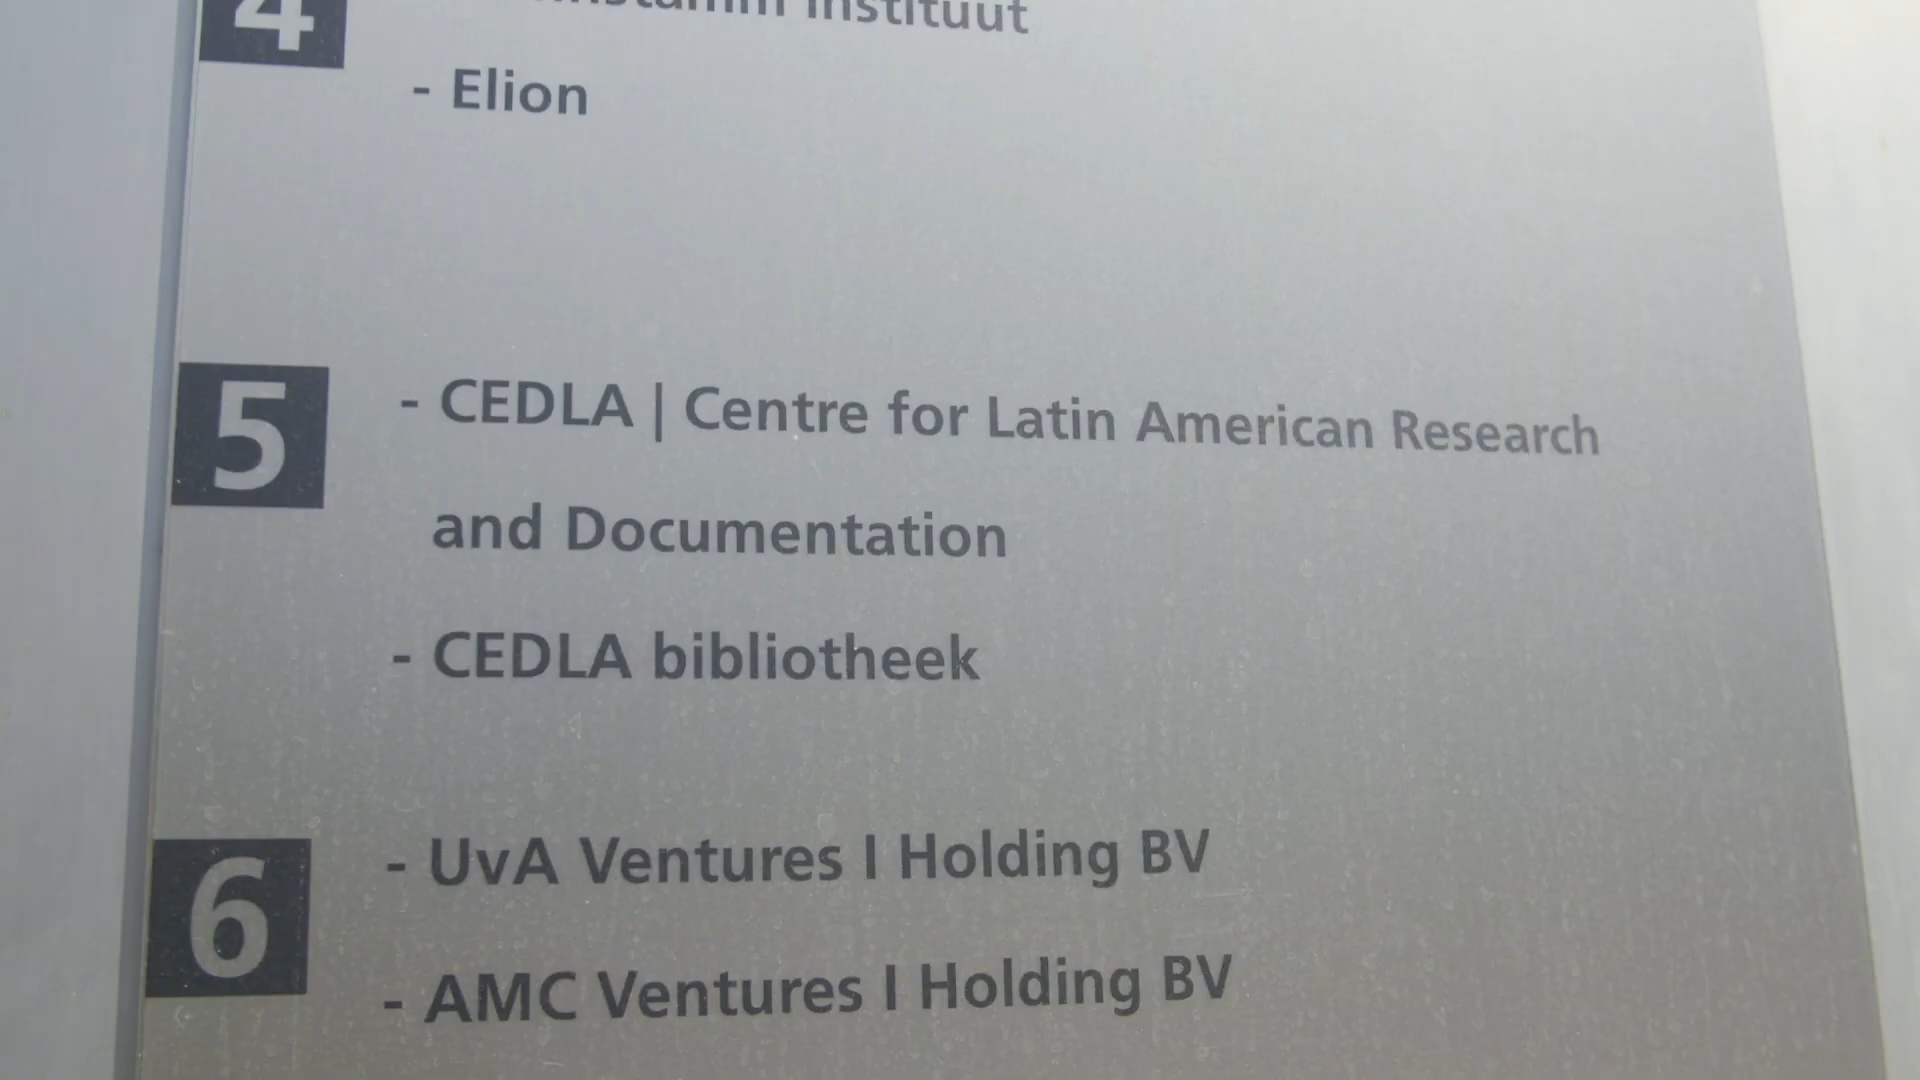 4 Instituut
- Elion
5 - CEDLA | Centre for Latin American Research
and Documentation
- CEDLA bibliotheek
6 - UvA Ventures I Holding BV
- AMC Ventures I Holding BV